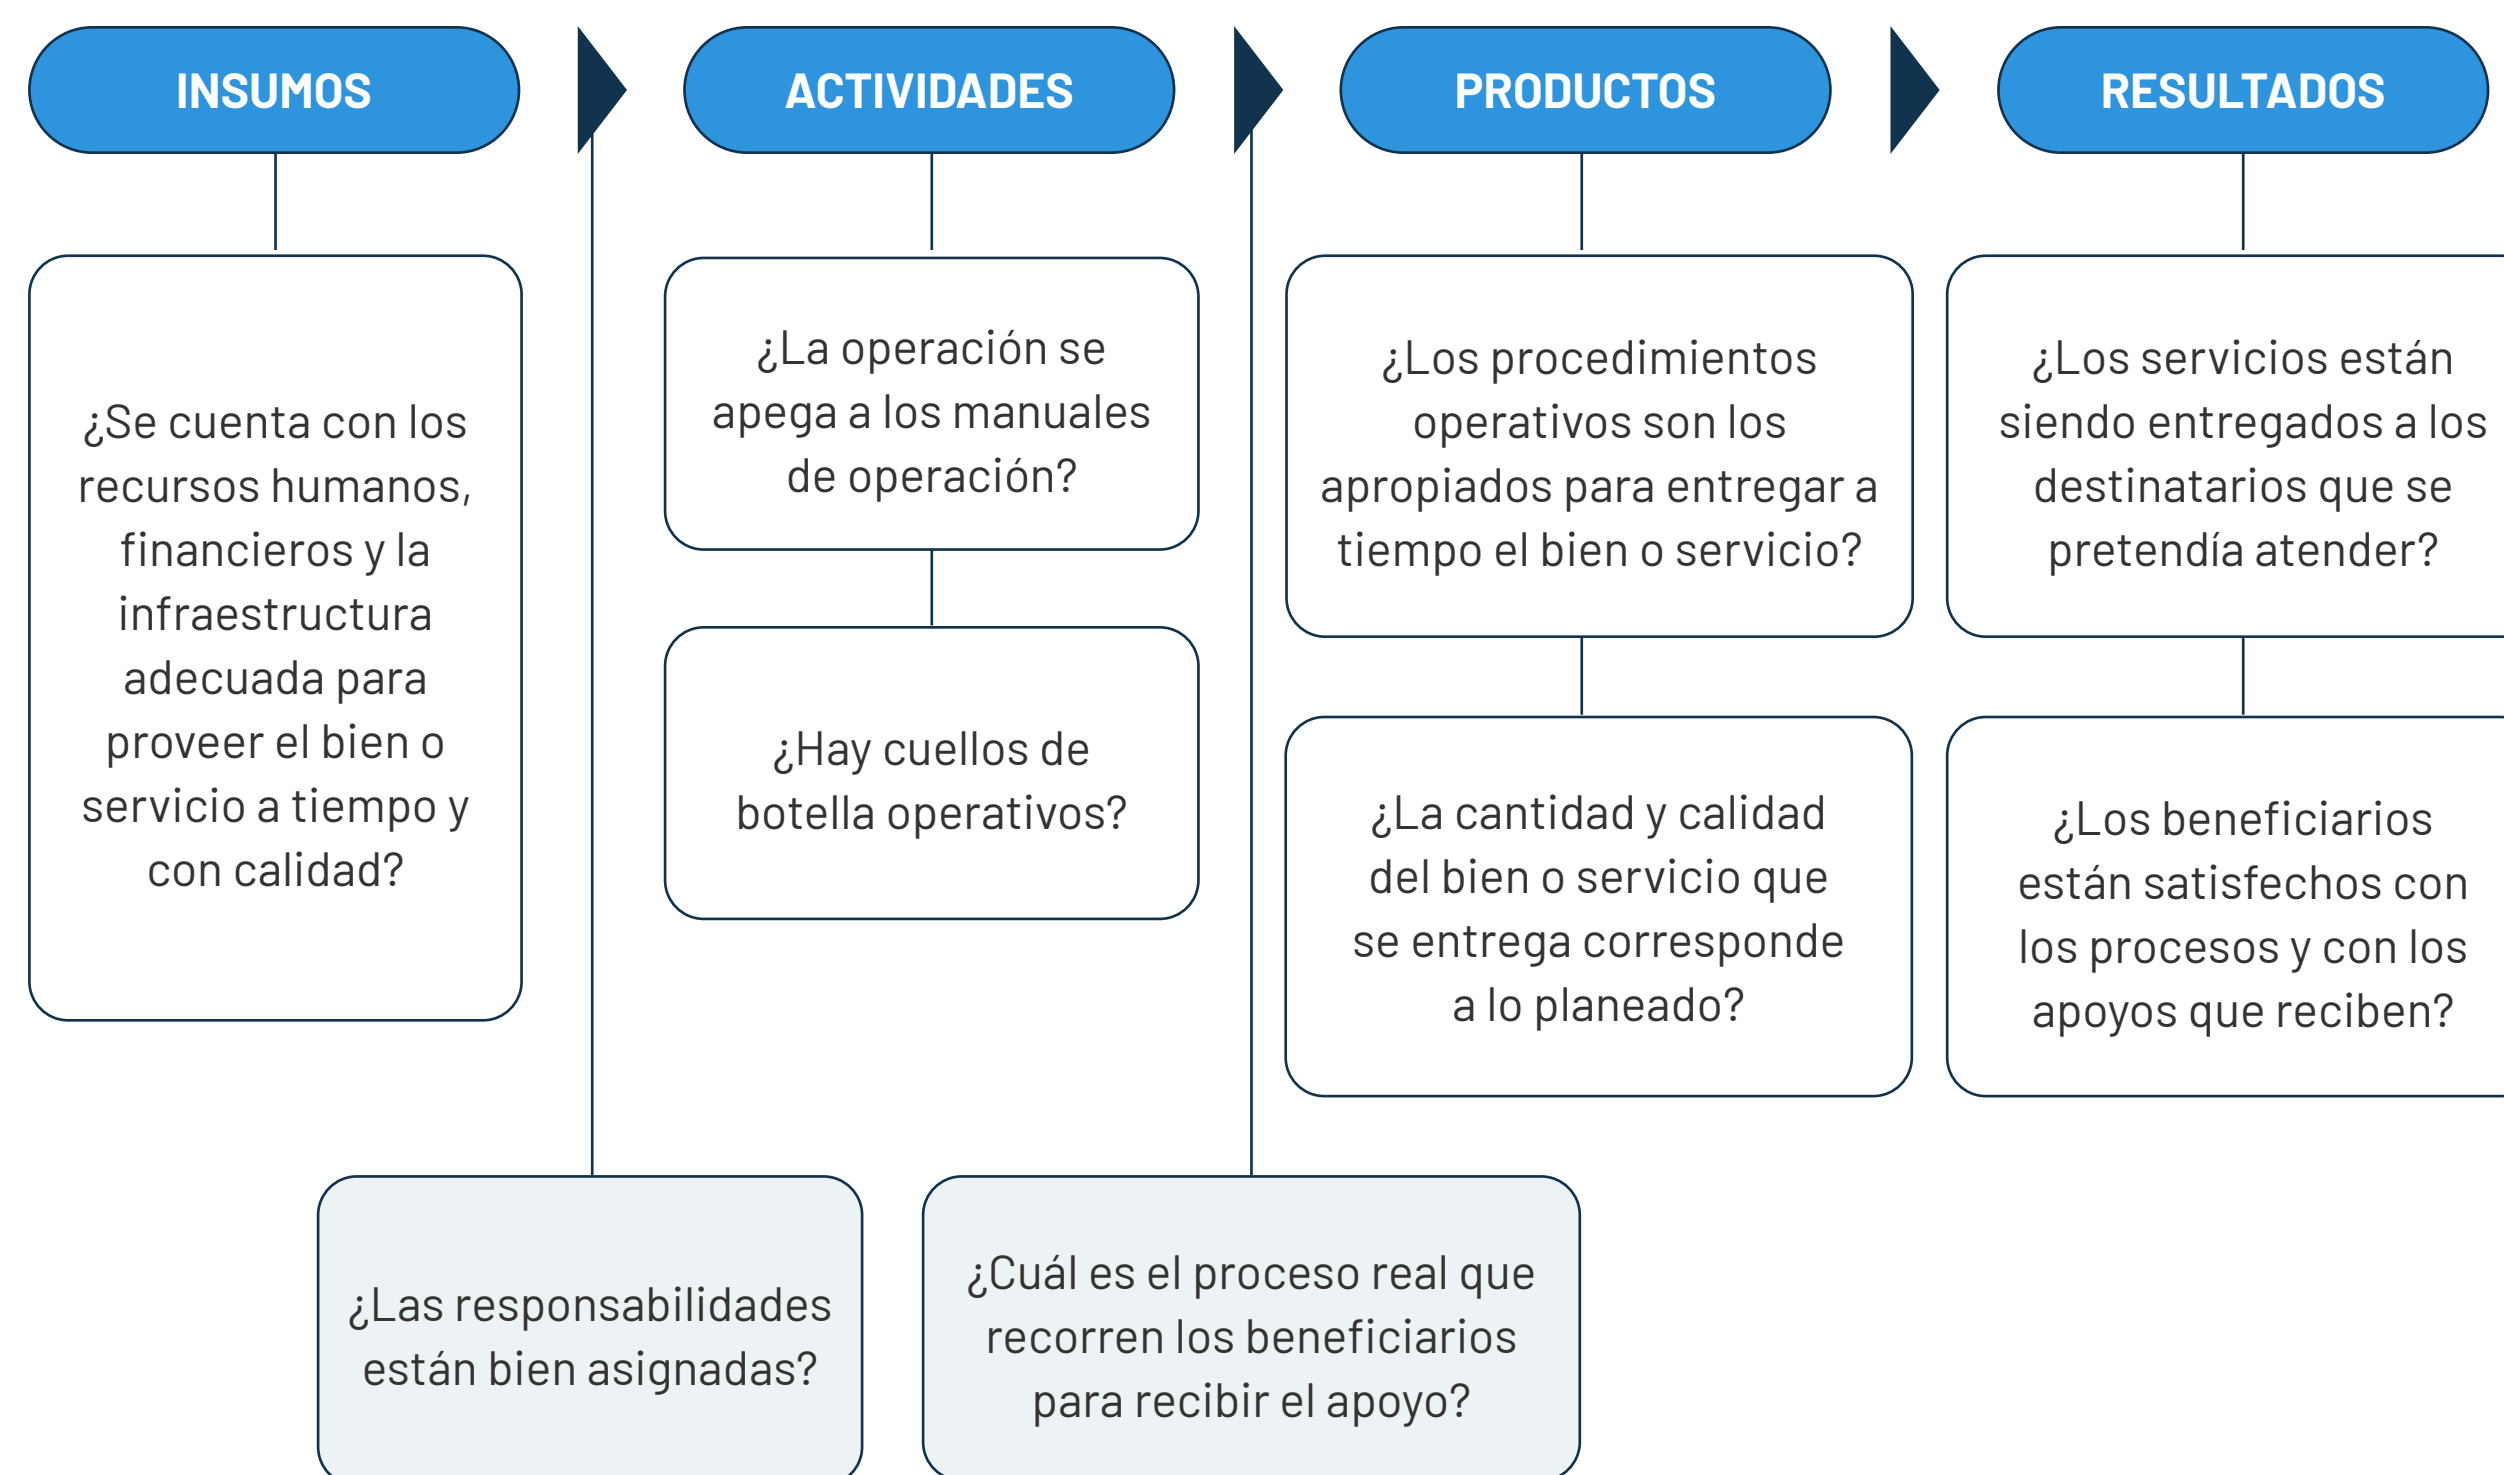 INSUMOS
ACTIVIDADES
PRODUCTOS
RESULTADOS
¿Se cuenta con los
recursos humanos,
financieros y la
infraestructura
adecuada para
proveer el bien o
servicio a tiempo y
con calidad?
¿La operación se
apega a los manuales
de operación?
¿Hay cuellos de
botella operativos?
¿Los procedimientos
operativos son los
apropiados para entregar a
tiempo el bien o servicio?
¿La cantidad y calidad
del bien o servicio que
se entrega corresponde
a lo planeado?
¿Los servicios están
siendo entregados a los
destinatarios que se
pretendía atender?
¿Los beneficiarios
están satisfechos con
los procesos y con los
apoyos que reciben?
¿Las responsabilidades
están bien asignadas?
¿Cuál es el proceso real que
recorren los beneficiarios
para recibir el apoyo?